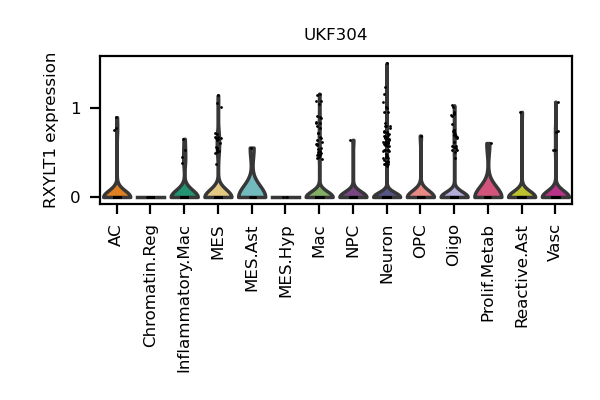 UKF304
RXYLT1 expression
1
0
AC
Chromatin.Reg
Inflammatory.Mac
MES
MES.Ast
MES.Hyp
Mac
NPC
Neuron
OPC
Oligo
Prolif.Metab
Reactive.Ast
Vasc